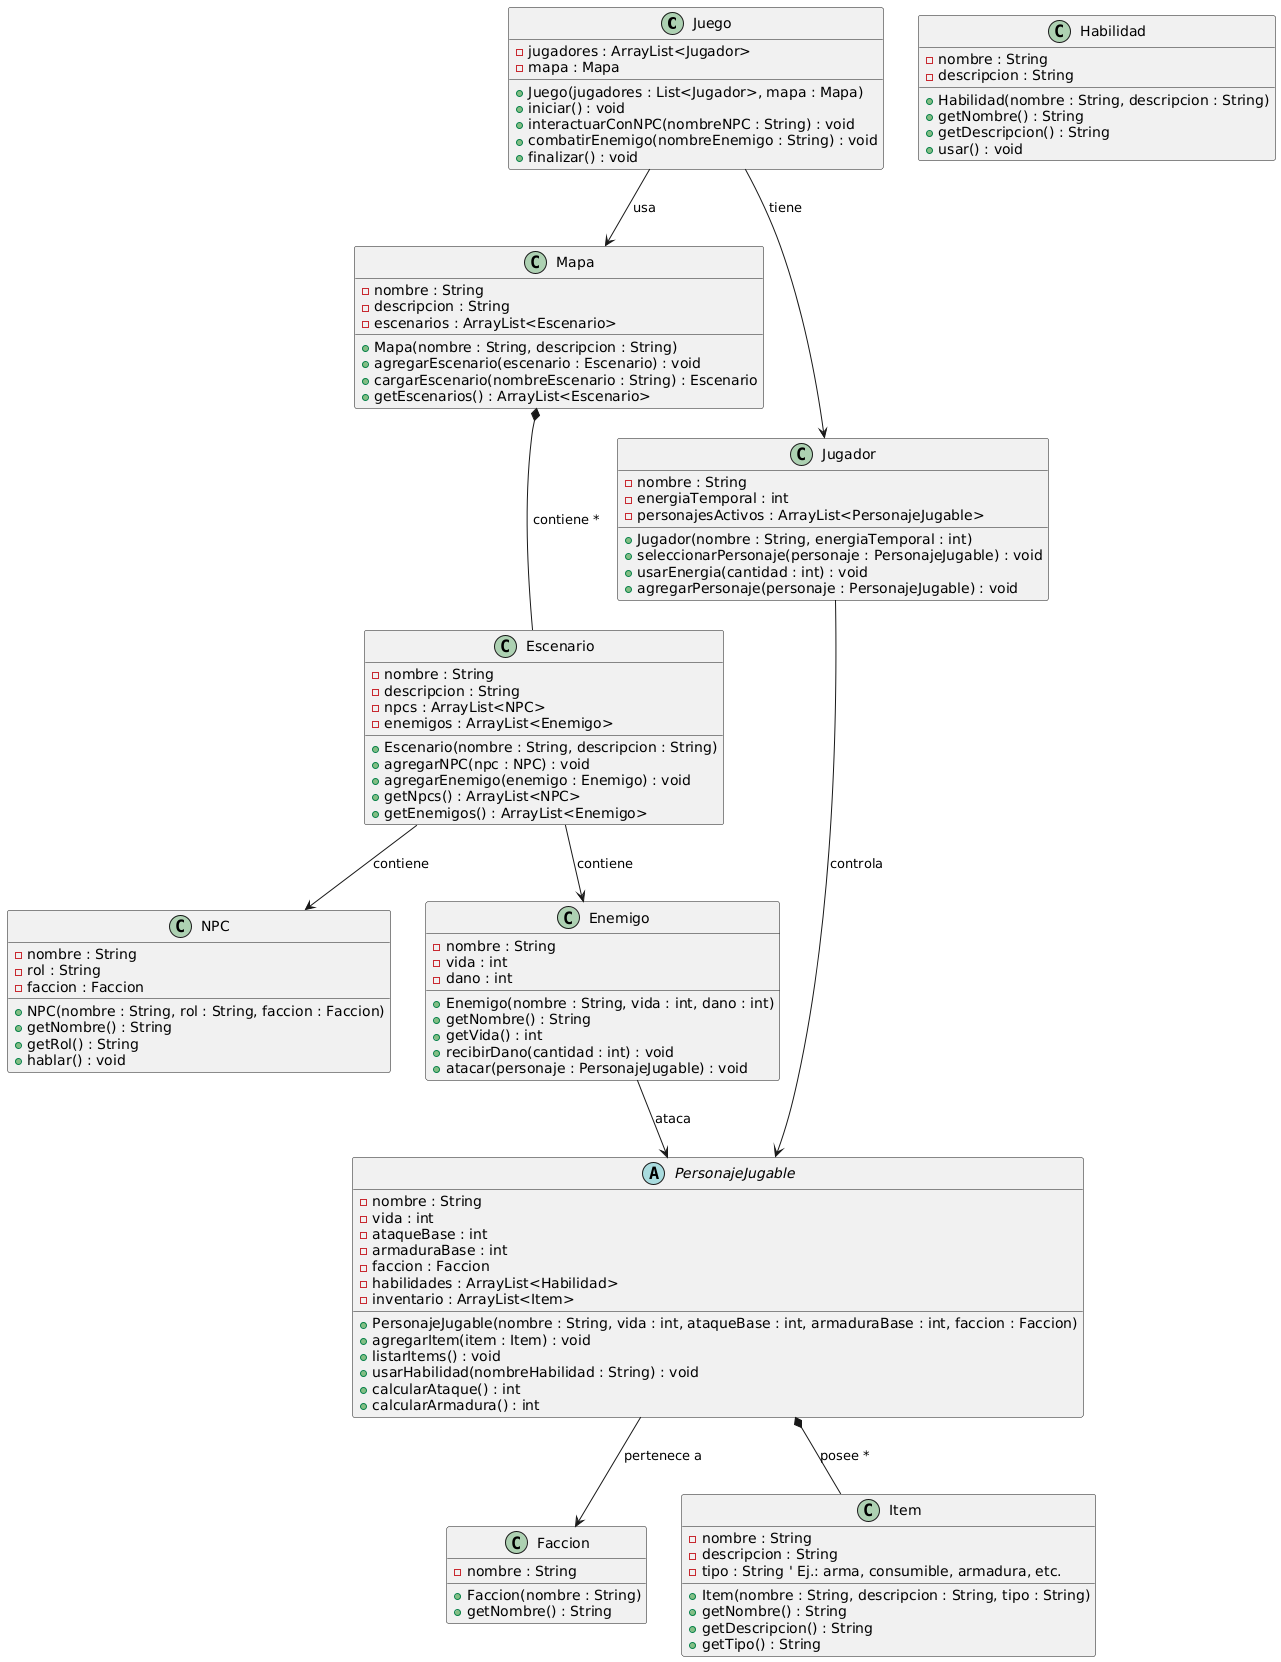 C Juego
jugadores : ArrayList<Jugador>
mapa : Mapa
Juego(jugadores : List<Jugador>, mapa : Mapa)
iniciar() : void
interactuarConNPC(nombreNPC : String) : void
combatirEnemigo(nombreEnemigo : String) : void
finalizar() : void
C Habilidad
nombre : String
descripcion : String
Habilidad(nombre : String, descripcion : String)
getNombre() : String
getDescripcion() : String
usar() : void
usa
tiene
C Mapa
nombre : String
descripcion : String
escenarios : ArrayList<Escenario>
Mapa(nombre : String, descripcion : String)
agregarEscenario(escenario : Escenario) : void
cargarEscenario(nombreEscenario : String) : Escenario
getEscenarios() : ArrayList<Escenario>
C Jugador
nombre : String
energiaTemporal : int
personajesActivos : ArrayList<PersonajeJugable>
Jugador(nombre : String, energiaTemporal : int)
seleccionarPersonaje(personaje : PersonajeJugable) : void
usarEnergia(cantidad : int) : void
agregarPersonaje(personaje : PersonajeJugable) : void
contiene *
C Escenario
nombre : String
descripcion : String
npcs : ArrayList<NPC>
enemigos : ArrayList<Enemigo>
Escenario(nombre : String, descripcion : String)
agregarNPC(npc : NPC) : void
agregarEnemigo(enemigo : Enemigo) : void
getNpcs() : ArrayList<NPC>
getEnemigos() : ArrayList<Enemigo>
contiene
contiene
controla
C NPC
nombre : String
rol : String
faccion : Faccion
NPC(nombre : String, rol : String, faccion : Faccion)
getNombre() : String
getRol() : String
hablar() : void
C Enemigo
nombre : String
vida : int
dano : int
Enemigo(nombre : String, vida : int, dano : int)
getNombre() : String
getVida() : int
recibirDano(cantidad : int) : void
atacar(personaje : PersonajeJugable) : void
ataca
A PersonajeJugable
nombre : String
vida : int
ataqueBase : int
armaduraBase : int
faccion : Faccion
habilidades : ArrayList<Habilidad>
inventario : ArrayList<Item>
PersonajeJugable(nombre : String, vida : int, ataqueBase : int, armaduraBase : int, faccion : Faccion)
agregarItem(item : Item) : void
listarItems() : void
usarHabilidad(nombreHabilidad : String) : void
calcularAtaque() : int
calcularArmadura() : int
pertenece a
posee *
C Faccion
nombre : String
Faccion(nombre : String)
getNombre() : String
C Item
nombre : String
descripcion : String
tipo : String ' Ej.: arma, consumible, armadura, etc.
Item(nombre : String, descripcion : String, tipo : String)
getNombre() : String
getDescripcion() : String
getTipo() : String